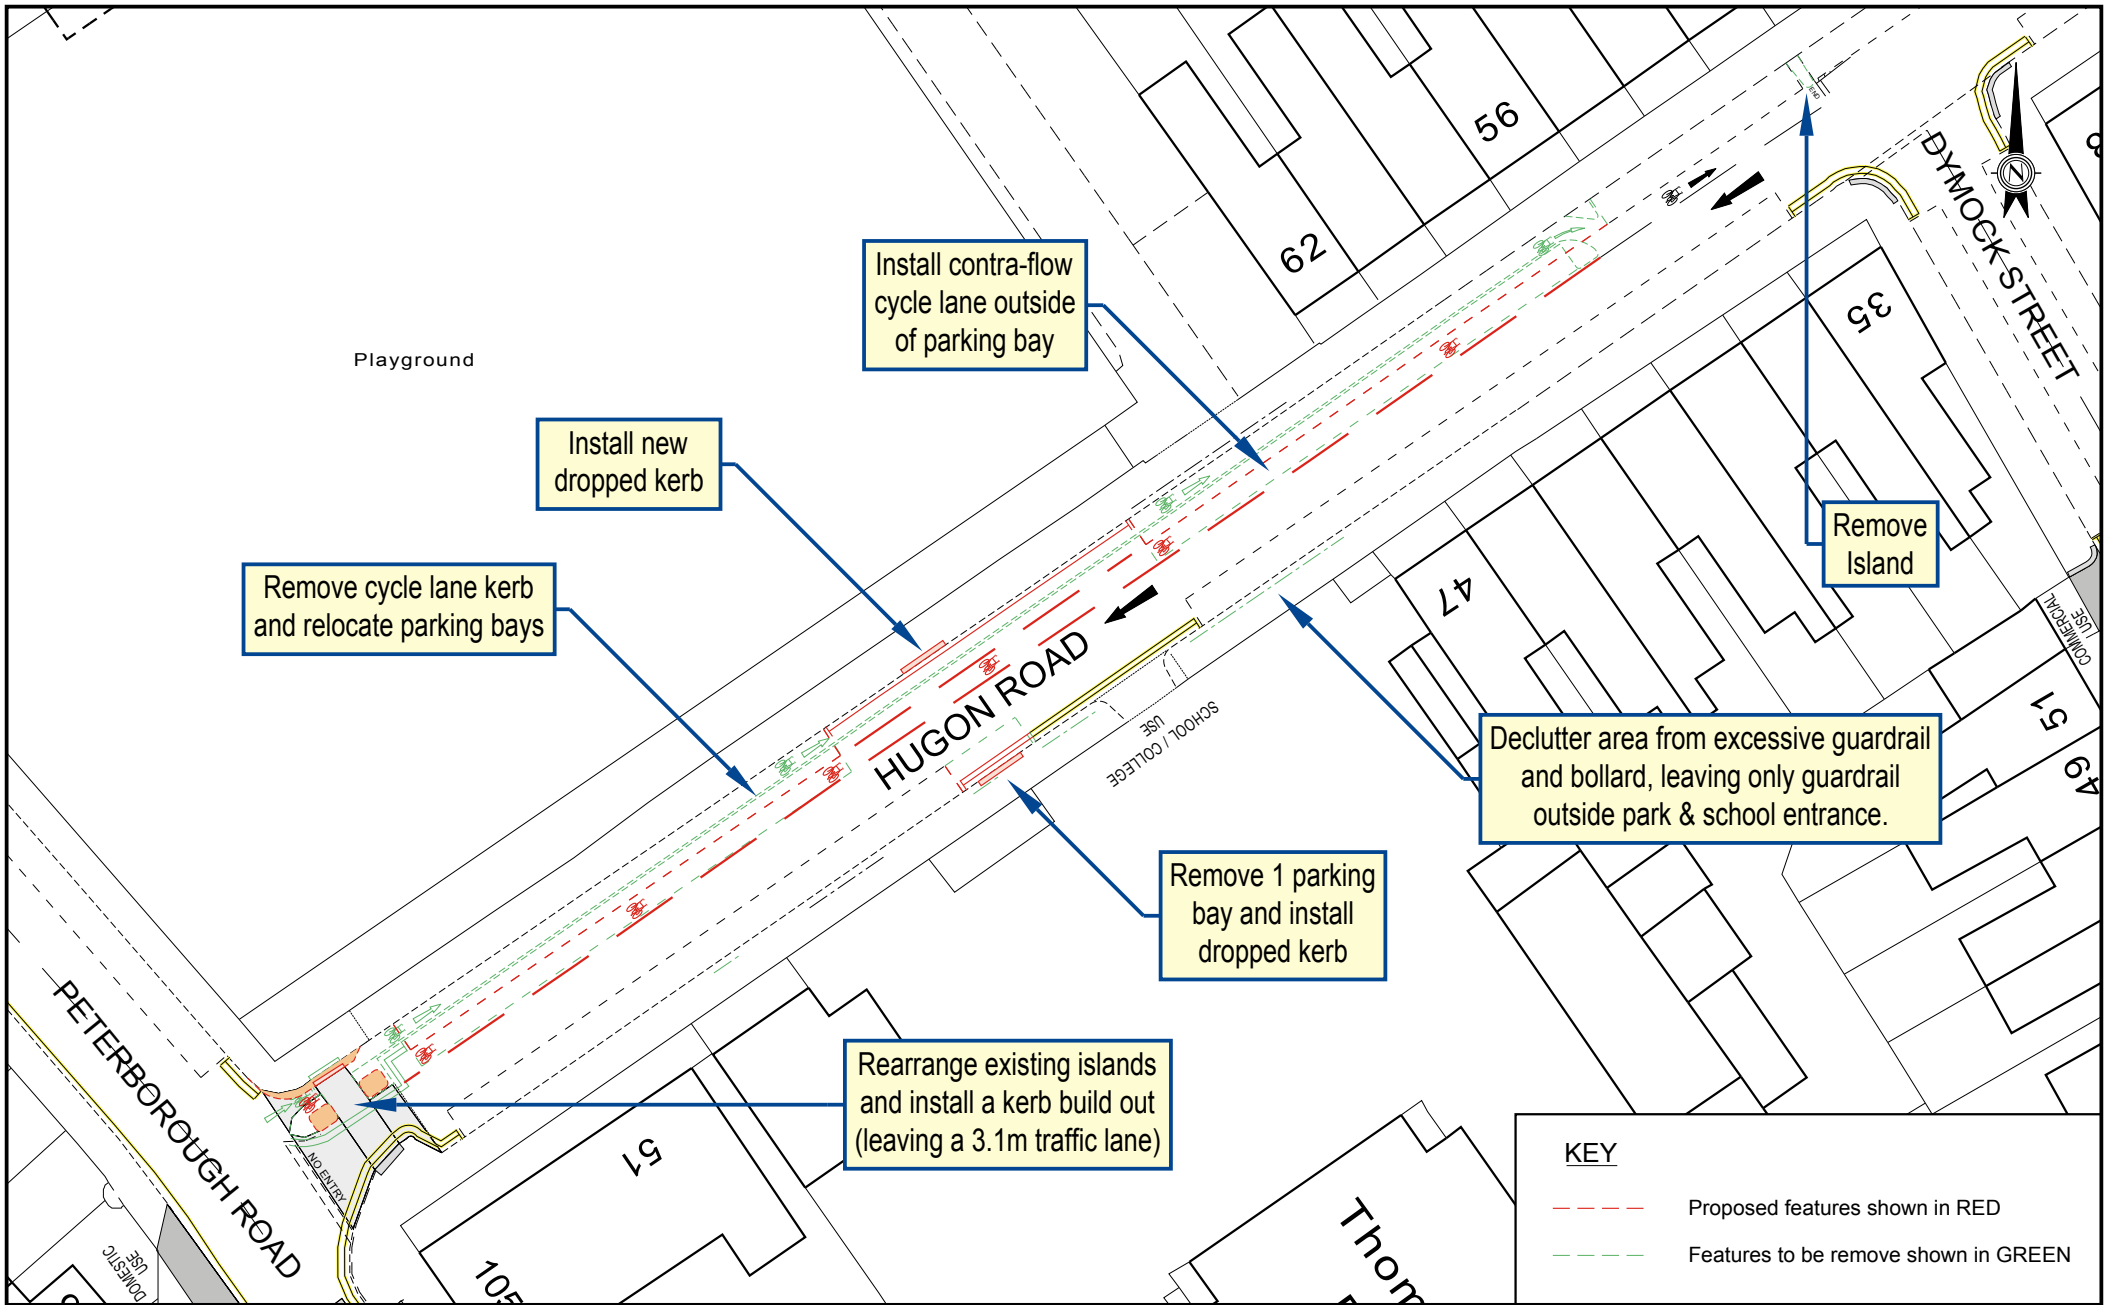 56
62
Install contra-flow
cycle lane outside
of parking bay
DYMOCK STREET
N
END
35
Playground
Install new
dropped kerb
Remove
Island
Remove cycle lane kerb
and relocate parking bays
47
COMMERCIAL
USE
51
49
HUGON ROAD
SCHOOL / COLLEGE
USE
Declutter area from excessive guardrail
and bollard, leaving only guardrail
outside park & school entrance.
Remove 1 parking
bay and install
dropped kerb
PETERBOROUGH ROAD
Rearrange existing islands
and install a kerb build out
(leaving a 3.1m traffic lane)
NO ENTRY
51
DOMESTIC
USE
105
Thom
KEY
Proposed features shown in RED
Features to be remove shown in GREEN